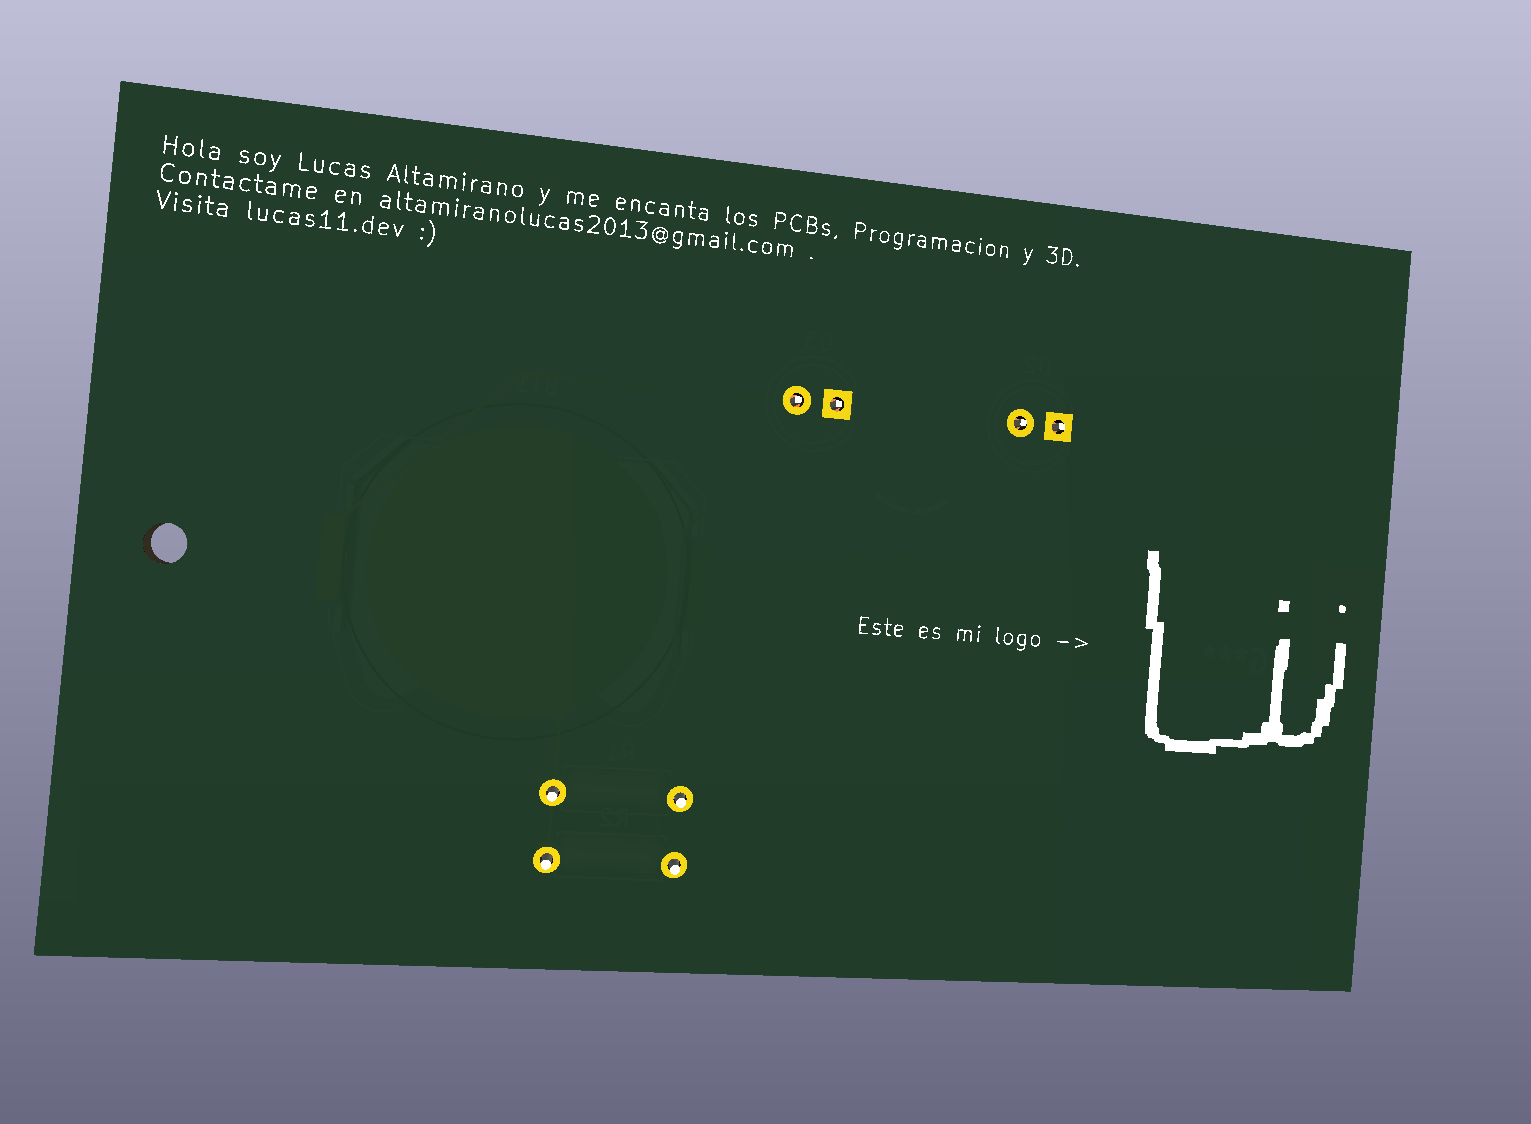 Hola soy Lucas Altamirano y me encanta los PCBs, Programacion y 3D.
Contactame en altamiranolucas2013@gmail.com .
Visita lucas11.dev :)
Este es mi logo ->